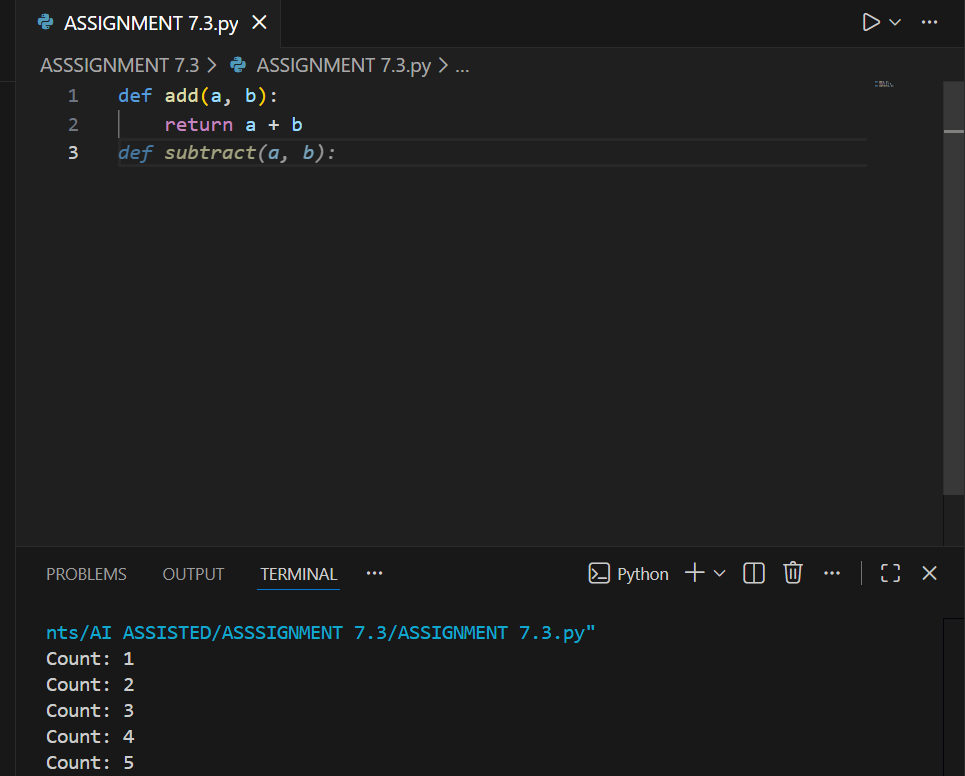 ASSIGNMENT 7.3.py
ASSSIGNMENT 7.3 > ASSIGNMENT 7.3.py > ...
1 def add(a, b):
2 return a + b
3 def subtract(a, b):
PROBLEMS OUTPUT TERMINAL ... Python
nts/AI ASSISTED/ASSSIGNMENT 7.3/ASSIGNMENT 7.3.py"
Count: 1
Count: 2
Count: 3
Count: 4
Count: 5